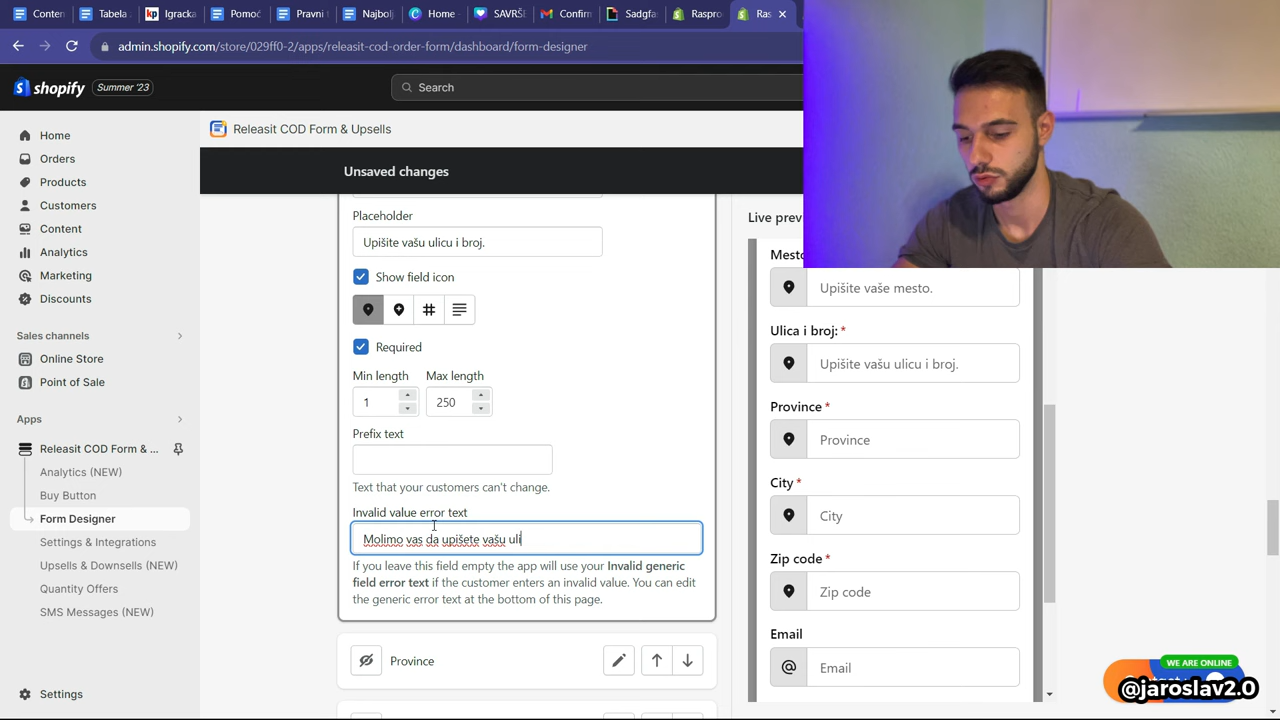 Conten
Tabela
Igracka
Conten
Pomoć
Pravni t
Najbolj
Home
SAVRŠ
Confirm
Sadgfa
Raspro
Ras
admin.shopify.com/store/029ff0-2/apps/releasit-cod-order-form/dashboard/form-designer
shopify
Summer '23
Search
Home
Orders
Products
Customers
Content
Analytics
Marketing
Discounts
Sales channels
Online Store
Point of Sale
Apps
Releasit COD Form & ...
Analytics (NEW)
Buy Button
Form Designer
Settings & Integrations
Upsells & Downsells (NEW)
Quantity Offers
SMS Messages (NEW)
Settings
Releasit COD Form & Upsells
Unsaved changes
Placeholder
Upišite vašu ulicu i broj.
Show field icon
Required
Min length
Max length
1
250
Prefix text
Text that your customers can't change.
Invalid value error text
Molimo vas da upišete vašu uli
If you leave this field empty the app will use your Invalid generic
field error text if the customer enters an invalid value. You can edit
the generic error text at the bottom of this page.
Province
Live prev
Mesto
Upišite vaše mesto.
Ulica i broj: *
Upišite vašu ulicu i broj.
Province *
Province
City *
City
Zip code *
Zip code
Email
@
Email
WE ARE ONLINE
@jaroslav2.0